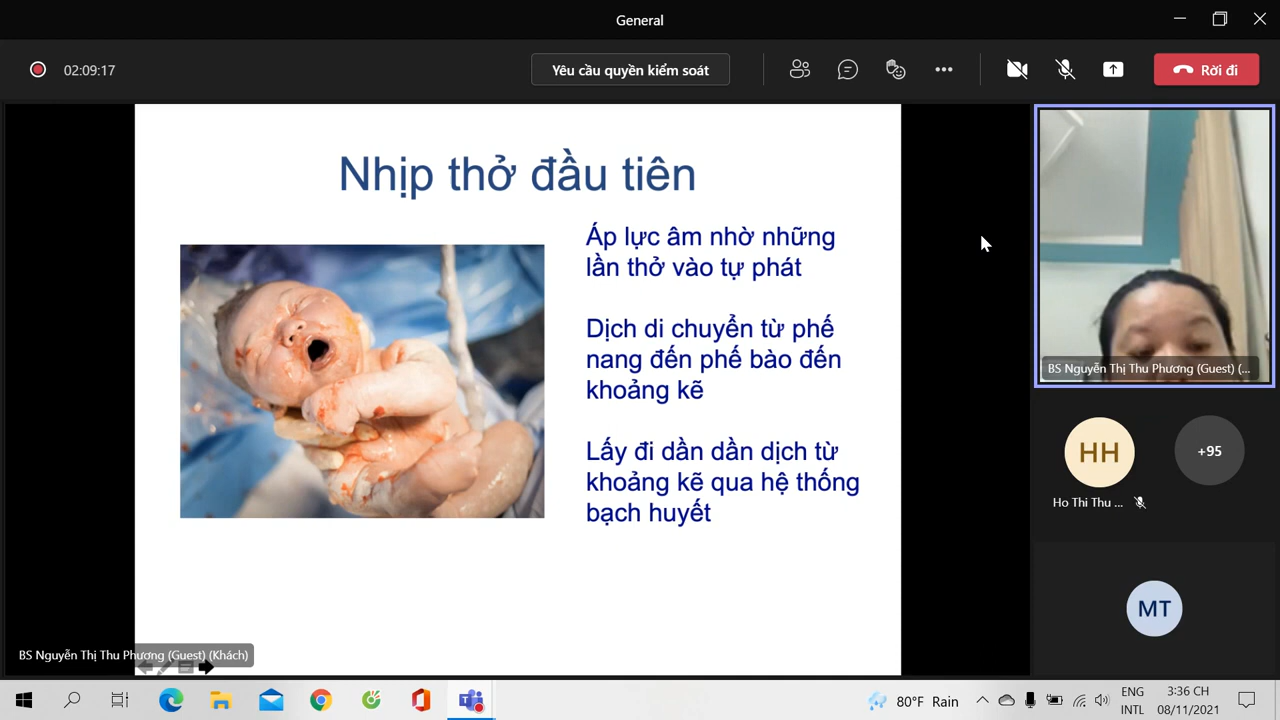 General
02:09:17
Yêu cầu quyền kiểm soát
Rời đi
Nhịp thở đầu tiên
Áp lực âm nhờ những
lần thở vào tự phát
Dịch di chuyển từ phế
nang đến phế bào đến
khoảng kẽ
Lấy đi dần dần dịch từ
khoảng kẽ qua hệ thống
bạch huyết
BS Nguyễn Thị Thu Phương (Guest) (...
HH
+95
Ho Thi Thu ...
MT
BS Nguyễn Thị Thu Phương (Guest) (Khách)
80°F Rain
ENG
INTL
3:36 CH
08/11/2021